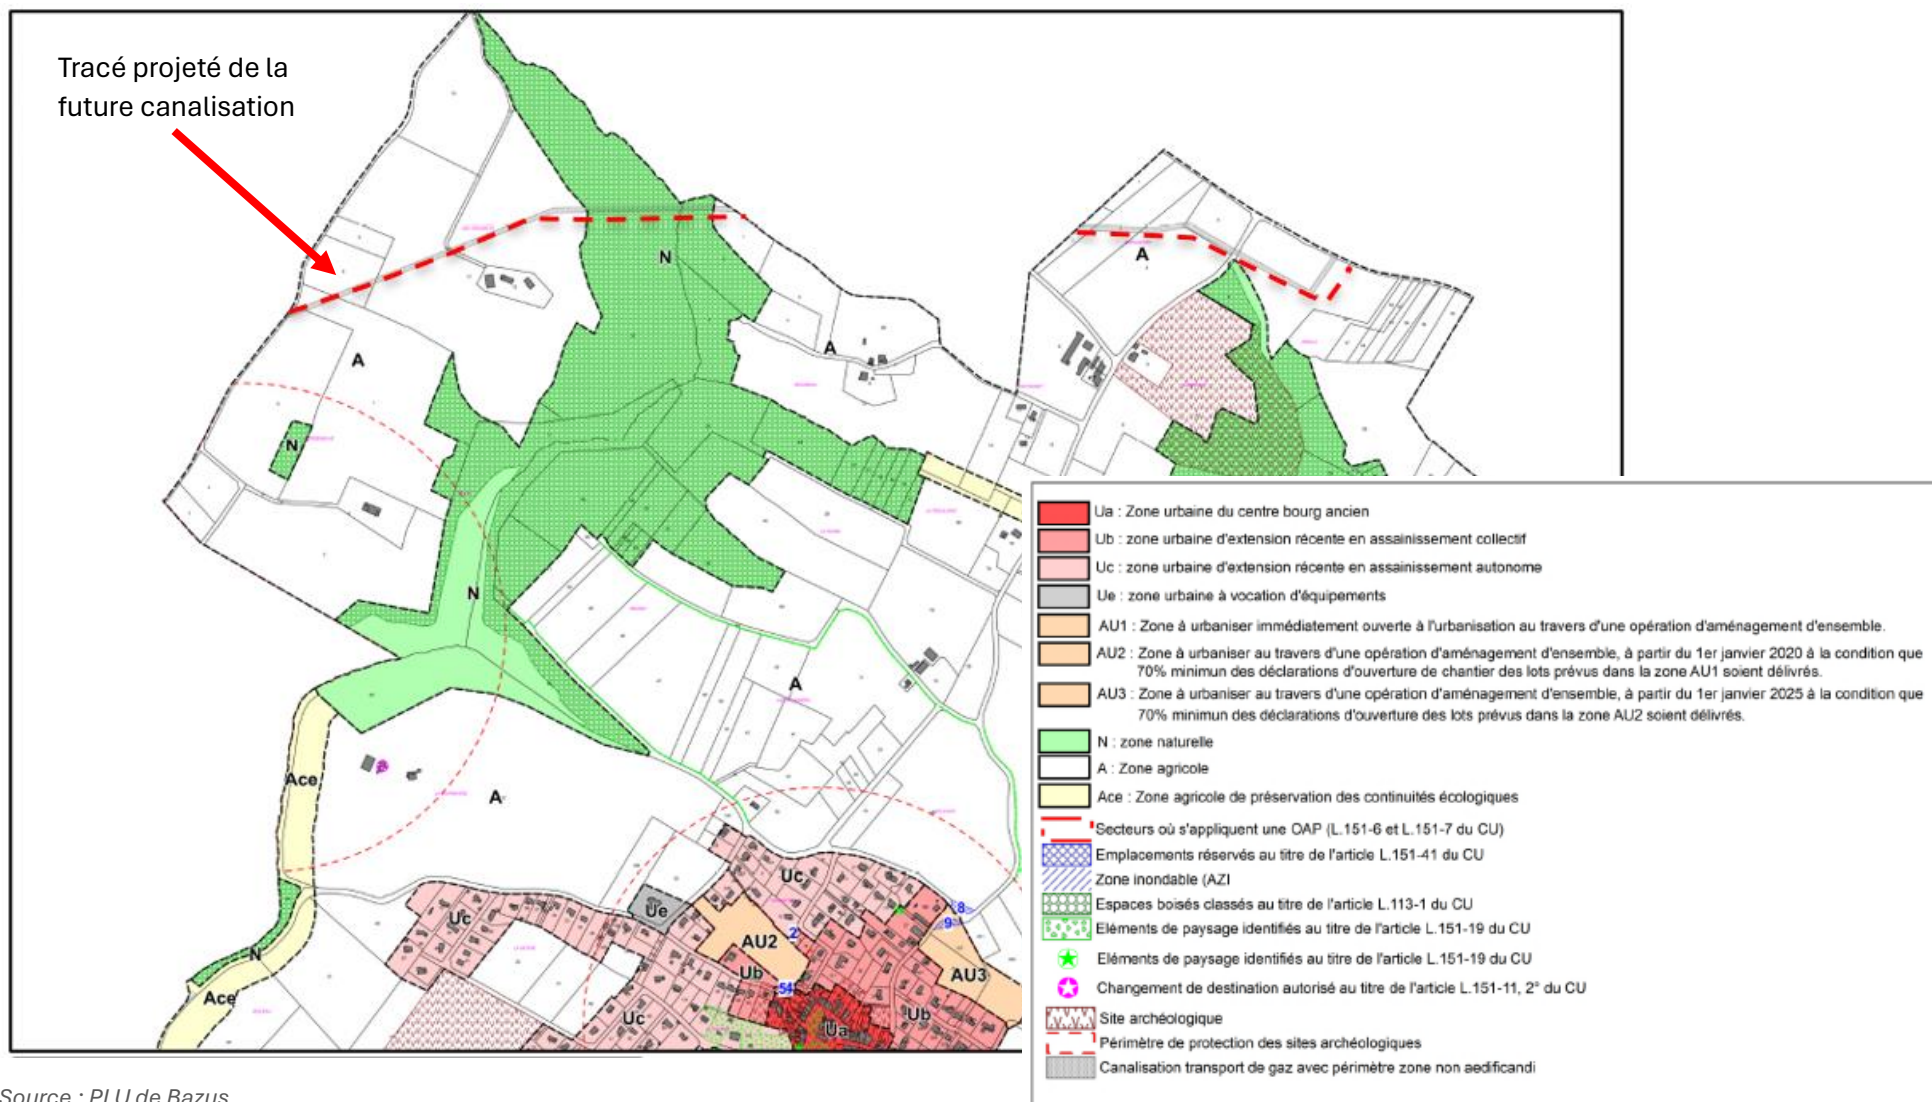 Tracé projeté de la
future canalisation
N
A
A
A
N
N
A
Ace
A
Uc
Uc
Ue
AU2
2
8
9
AU3
N
Ub
54
Ace
Uc
Ua
Ub
Ua : Zone urbaine du centre bourg ancien
Ub : zone urbaine d'extension récente en assainissement collectif
Uc : zone urbaine d'extension récente en assainissement autonome
Ue : zone urbaine à vocation d'équipements
AU1 : Zone à urbaniser immédiatement ouverte à l'urbanisation au travers d'une opération d'aménagement d'ensemble.
AU2 : Zone à urbaniser au travers d'une opération d'aménagement d'ensemble, à partir du 1er janvier 2020 à la condition que
70% minimun des déclarations d'ouverture de chantier des lots prévus dans la zone AU1 soient délivrés.
AU3 : Zone à urbaniser au travers d'une opération d'aménagement d'ensemble, à partir du 1er janvier 2025 à la condition que
70% minimun des déclarations d'ouverture des lots prévus dans la zone AU2 soient délivrés.
N : zone naturelle
A : Zone agricole
Ace : Zone agricole de préservation des continuités écologiques
Secteurs où s'appliquent une OAP (L.151-6 et L.151-7 du CU)
Emplacements réservés au titre de l'article L.151-41 du CU
Zone inondable (AZI
Espaces boisés classés au titre de l'article L.113-1 du CU
Eléments de paysage identifiés au titre de l'article L.151-19 du CU
Eléments de paysage identifiés au titre de l'article L.151-19 du CU
Changement de destination autorisé au titre de l'article L.151-11, 2° du CU
Site archéologique
Périmètre de protection des sites archéologiques
Canalisation transport de gaz avec périmètre zone non aedificandi
Source : PLU de Bazus